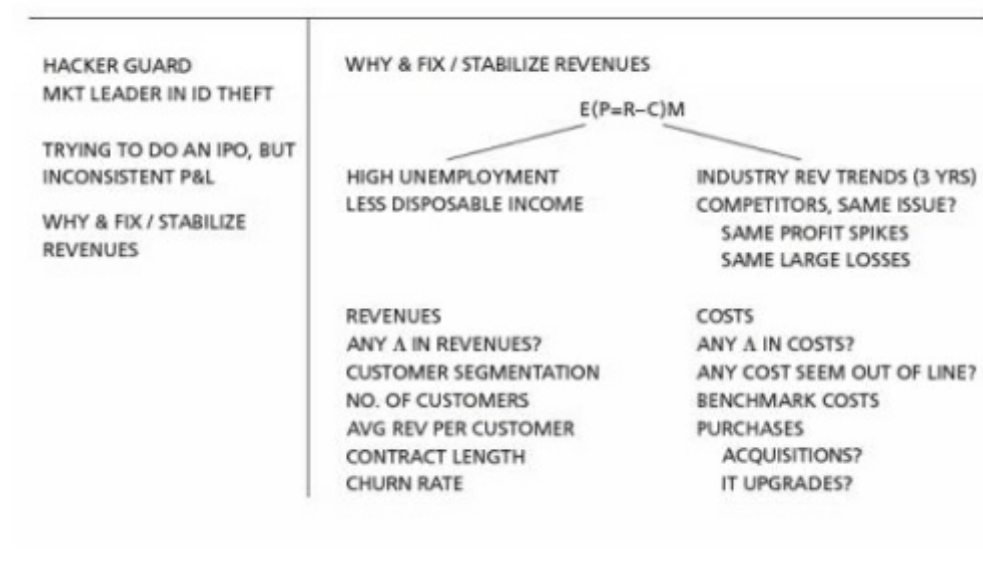 HACKER GUARD
MKT LEADER IN ID THEFT
TRYING TO DO AN IPO, BUT
INCONSISTENT P&L
WHY & FIX / STABILIZE
REVENUES
WHY & FIX / STABILIZE REVENUES
E(P=R–C)M
HIGH UNEMPLOYMENT
LESS DISPOSABLE INCOME
INDUSTRY REV TRENDS (3 YRS)
COMPETITORS, SAME ISSUE?
SAME PROFIT SPIKES
SAME LARGE LOSSES
REVENUES
ANY Λ IN REVENUES?
CUSTOMER SEGMENTATION
NO. OF CUSTOMERS
AVG REV PER CUSTOMER
CONTRACT LENGTH
CHURN RATE
COSTS
ANY Δ IN COSTS?
ANY COST SEEM OUT OF LINE?
BENCHMARK COSTS
PURCHASES
ACQUISITIONS?
IT UPGRADES?